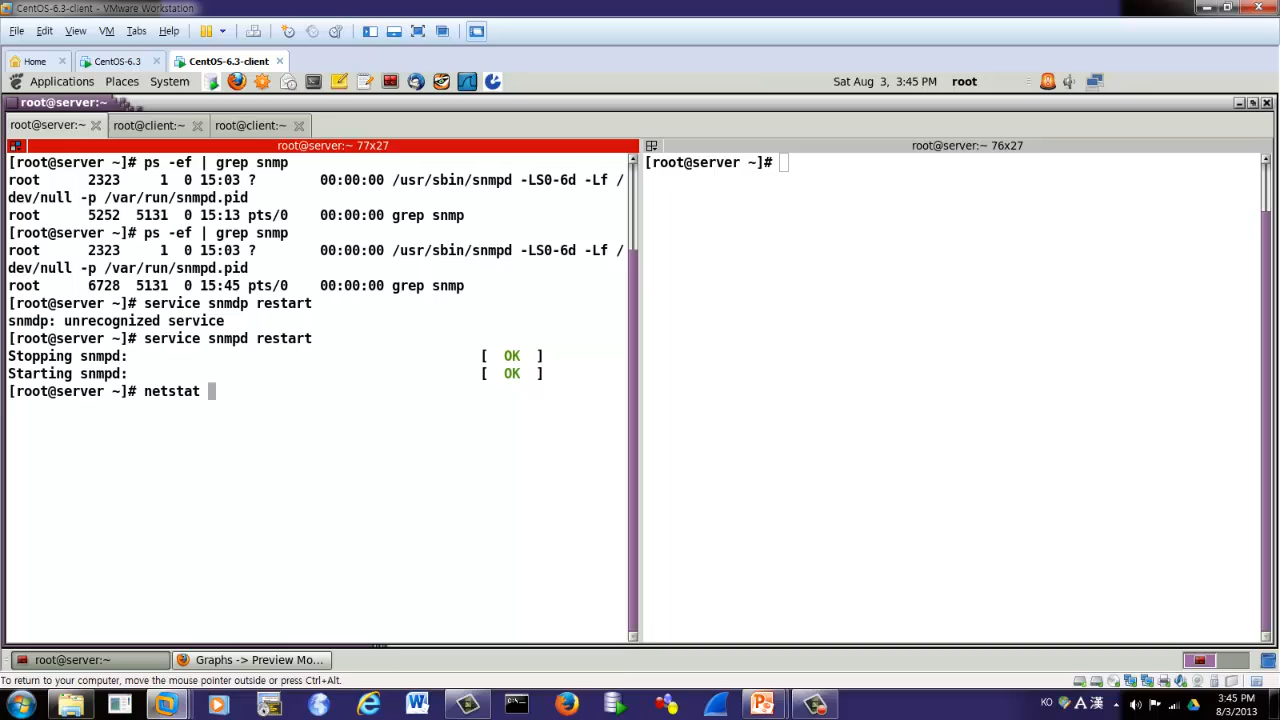 CentOS-6.3-client - VMware Workstation
File Edit View VM Tabs Help
Home CentOS-6.3 CentOS-6.3-client
Applications Places System Sat Aug 3, 3:45 PM root
root@server:~
root@server:~ root@client:~ root@client:~
root@server:~ 77x27
[root@server ~]# ps -ef | grep snmp
root 2323 1 0 15:03 ? 00:00:00 /usr/sbin/snmpd -LS0-6d -Lf /
dev/null -p /var/run/snmpd.pid
root 5252 5131 0 15:13 pts/0 00:00:00 grep snmp
[root@server ~]# ps -ef | grep snmp
root 2323 1 0 15:03 ? 00:00:00 /usr/sbin/snmpd -LS0-6d -Lf /
dev/null -p /var/run/snmpd.pid
root 6728 5131 0 15:45 pts/0 00:00:00 grep snmp
[root@server ~]# service snmdp restart
snmdp: unrecognized service
[root@server ~]# service snmpd restart
Stopping snmpd: [ OK ]
Starting snmpd: [ OK ]
[root@server ~]# netstat
root@server:~ 76x27
[root@server ~]#
root@server:~ Graphs -> Preview Mo...
To return to your computer, move the mouse pointer outside or press Ctrl+Alt.
KO A 漢 3:45 PM
8/3/2013